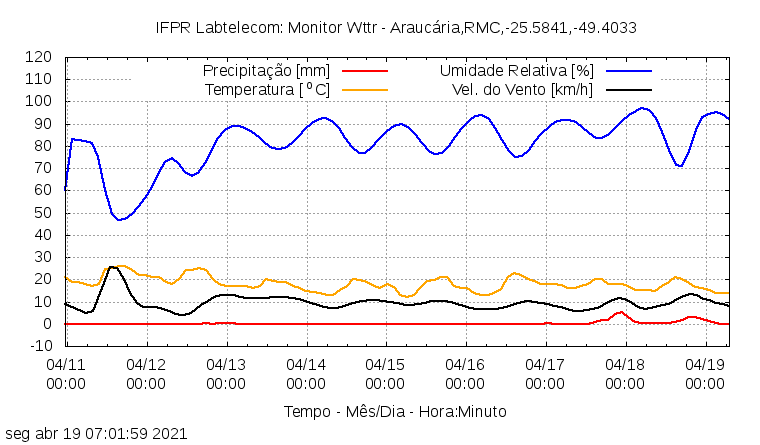 IFPR Labtelecom: Monitor Wttr - Araucária,RMC,-25.5841,-49.4033
120
110
100
90
80
70
60
50
40
30
20
10
0
-10
Precipitação [mm]
Temperatura [ ⁰C]
Umidade Relativa [%]
Vel. do Vento [km/h]
04/11 04/12 04/13 04/14 04/15 04/16 04/17 04/18 04/19
00:00 00:00 00:00 00:00 00:00 00:00 00:00 00:00 00:00
Tempo - Mês/Dia - Hora:Minuto
seg abr 19 07:01:59 2021